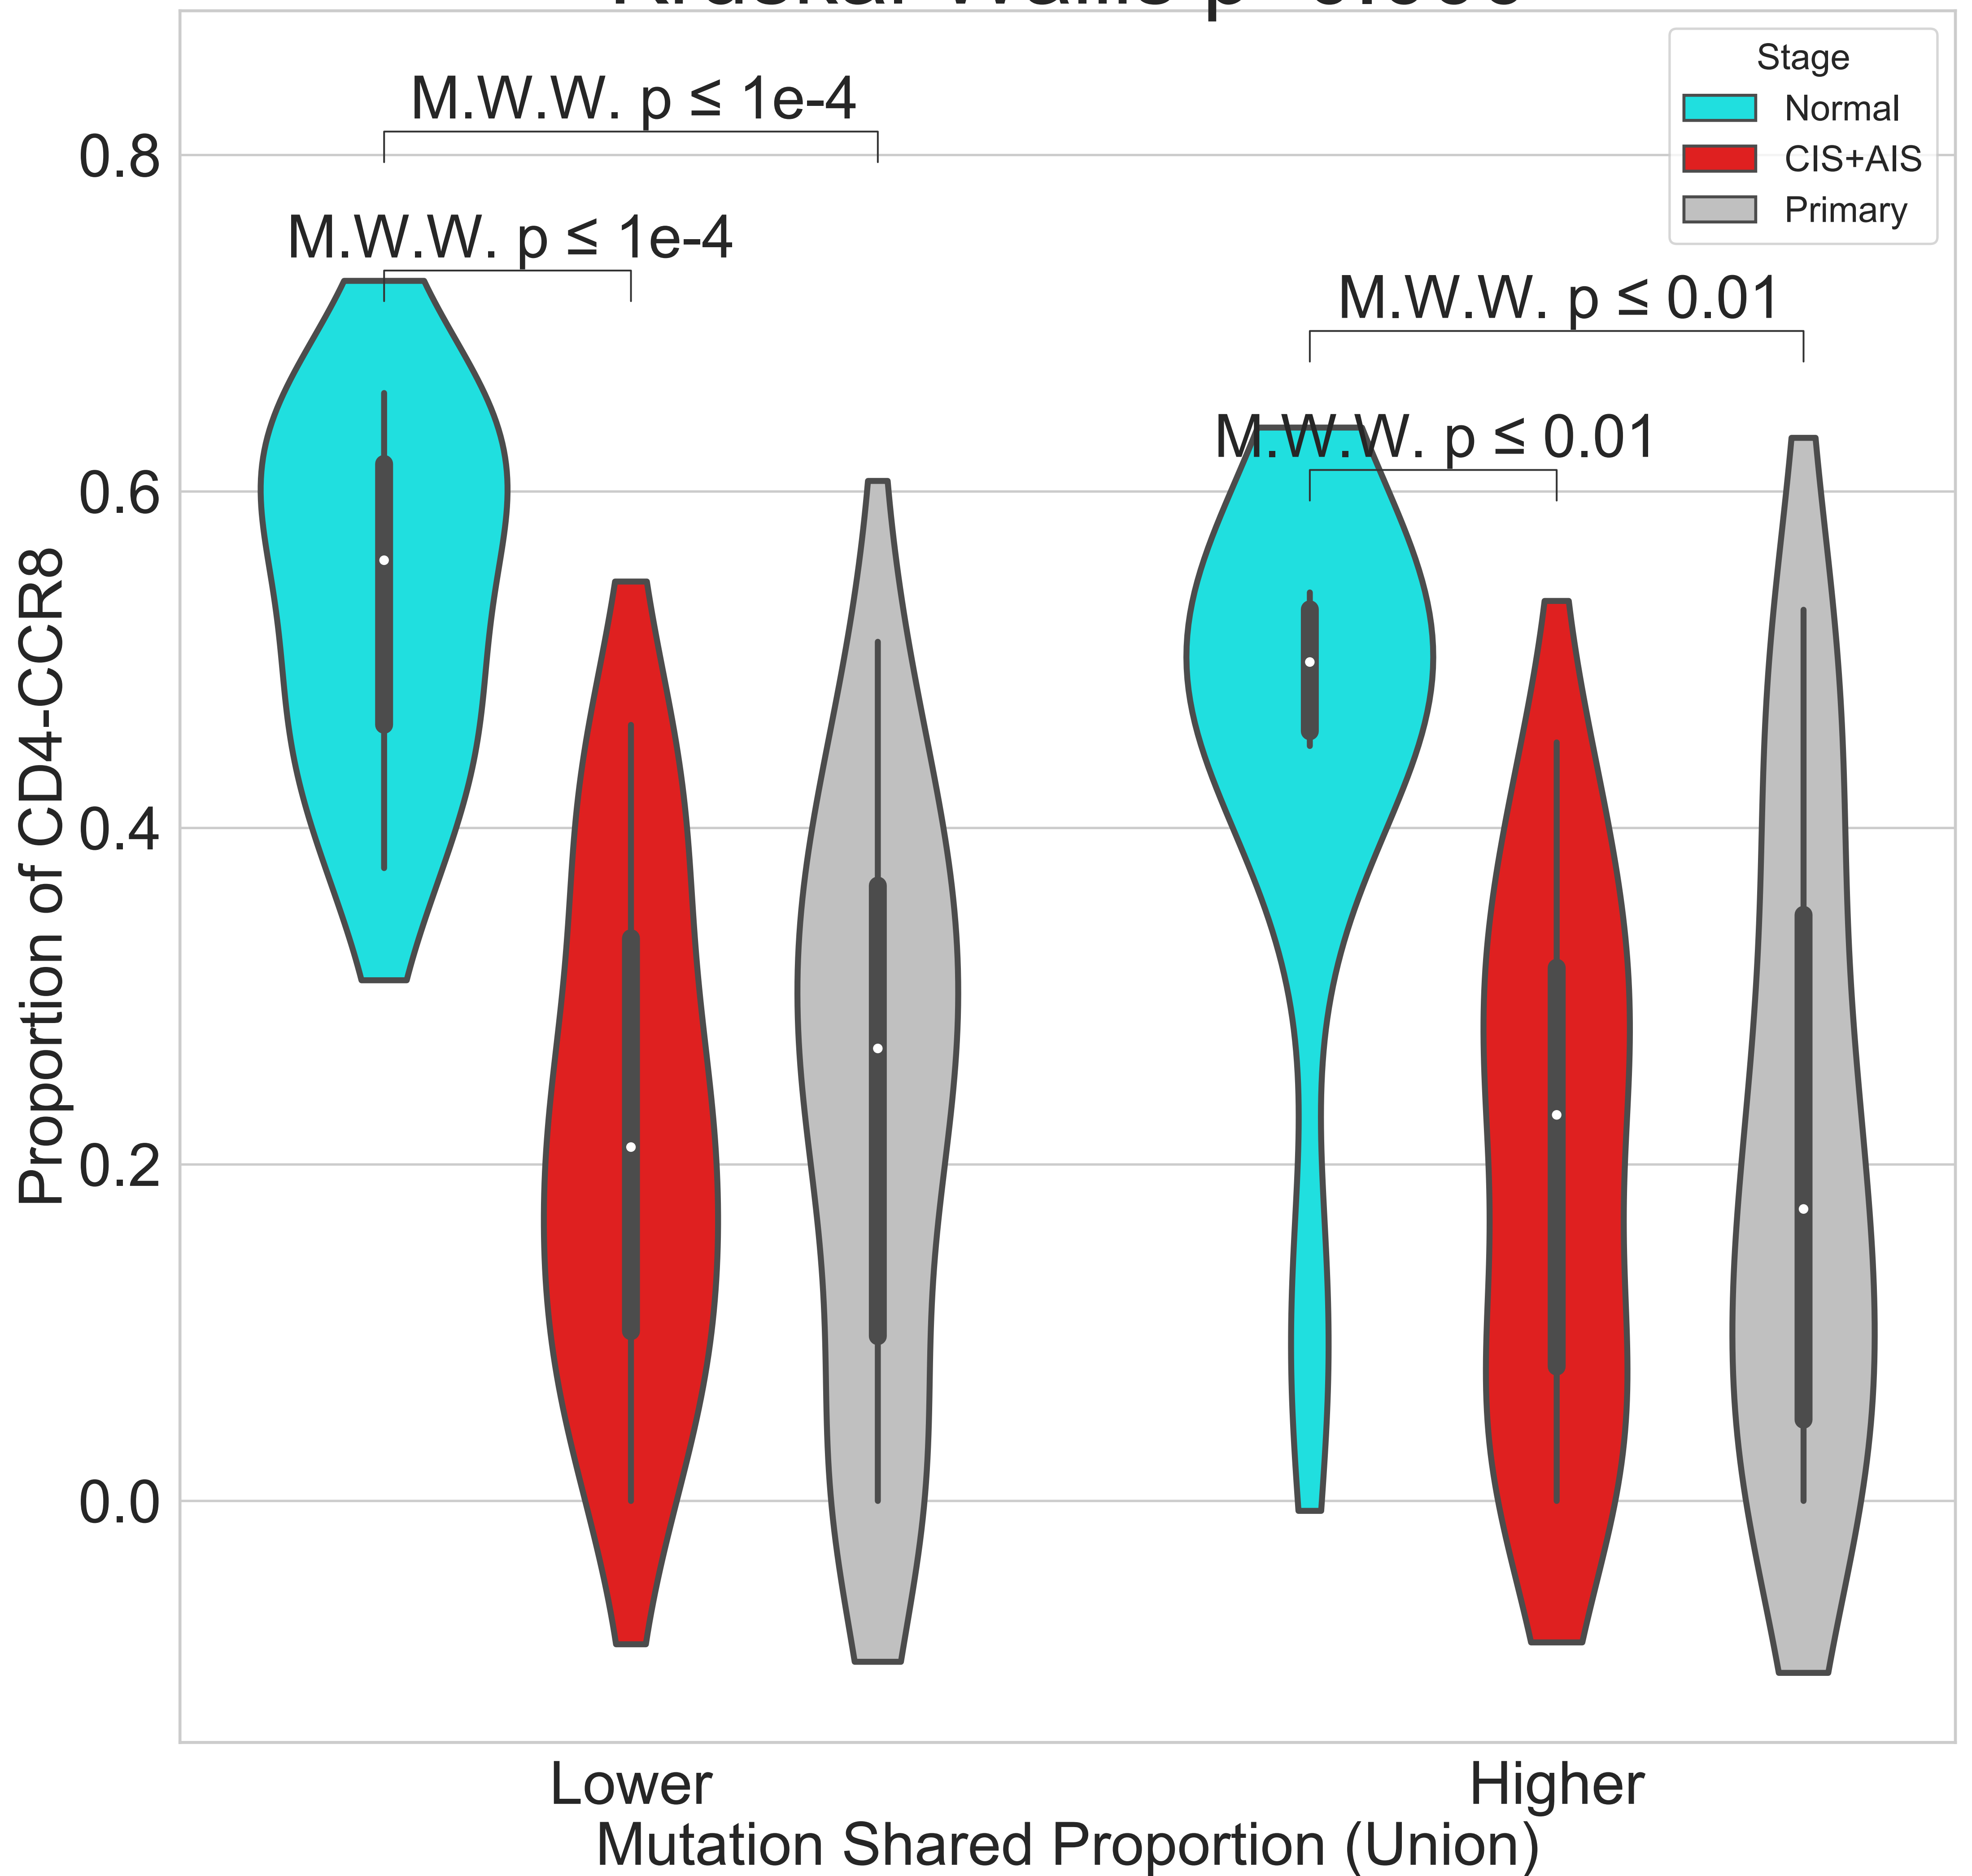 M.W.W. p ≤ 1e-4
M.W.W. p ≤ 1e-4
M.W.W. p ≤ 0.01
M.W.W. p ≤ 0.01
Stage
Normal
CIS+AIS
Primary
0.8
0.6
0.4
0.2
0.0
Proportion of CD4-CCR8
Lower
Higher
Mutation Shared Proportion (Union)